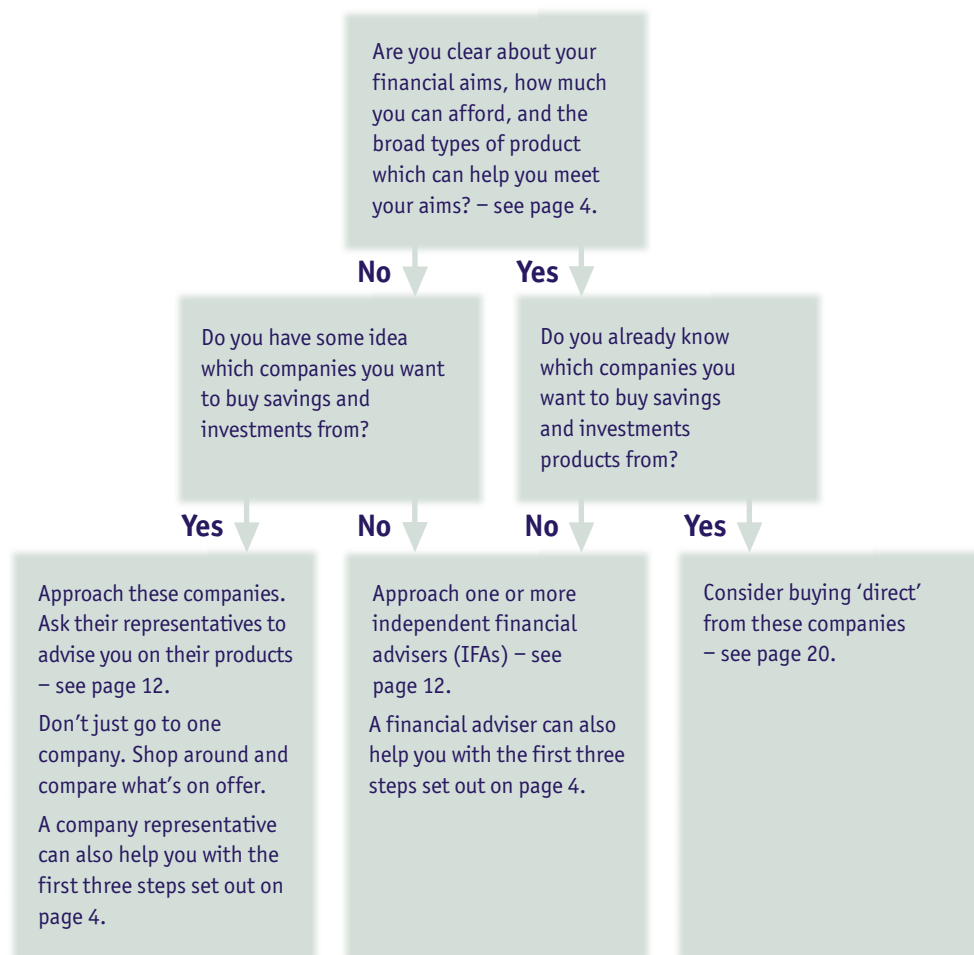 Are you clear about your
financial aims, how much
you can afford, and the
broad types of product
which can help you meet
your aims? – see page 4.
No
Yes
Do you have some idea
which companies you want
to buy savings and
investments from?
Do you already know
which companies you
want to buy savings
and investments
products from?
Yes
No
No
Yes
Approach these companies.
Ask their representatives to
advise you on their products
– see page 12.
Don’t just go to one
company. Shop around and
compare what’s on offer.
A company representative
can also help you with the
first three steps set out on
page 4.
Approach one or more
independent financial
advisers (IFAs) – see
page 12.
A financial adviser can also
help you with the first three
steps set out on page 4.
Consider buying ‘direct’
from these companies
– see page 20.